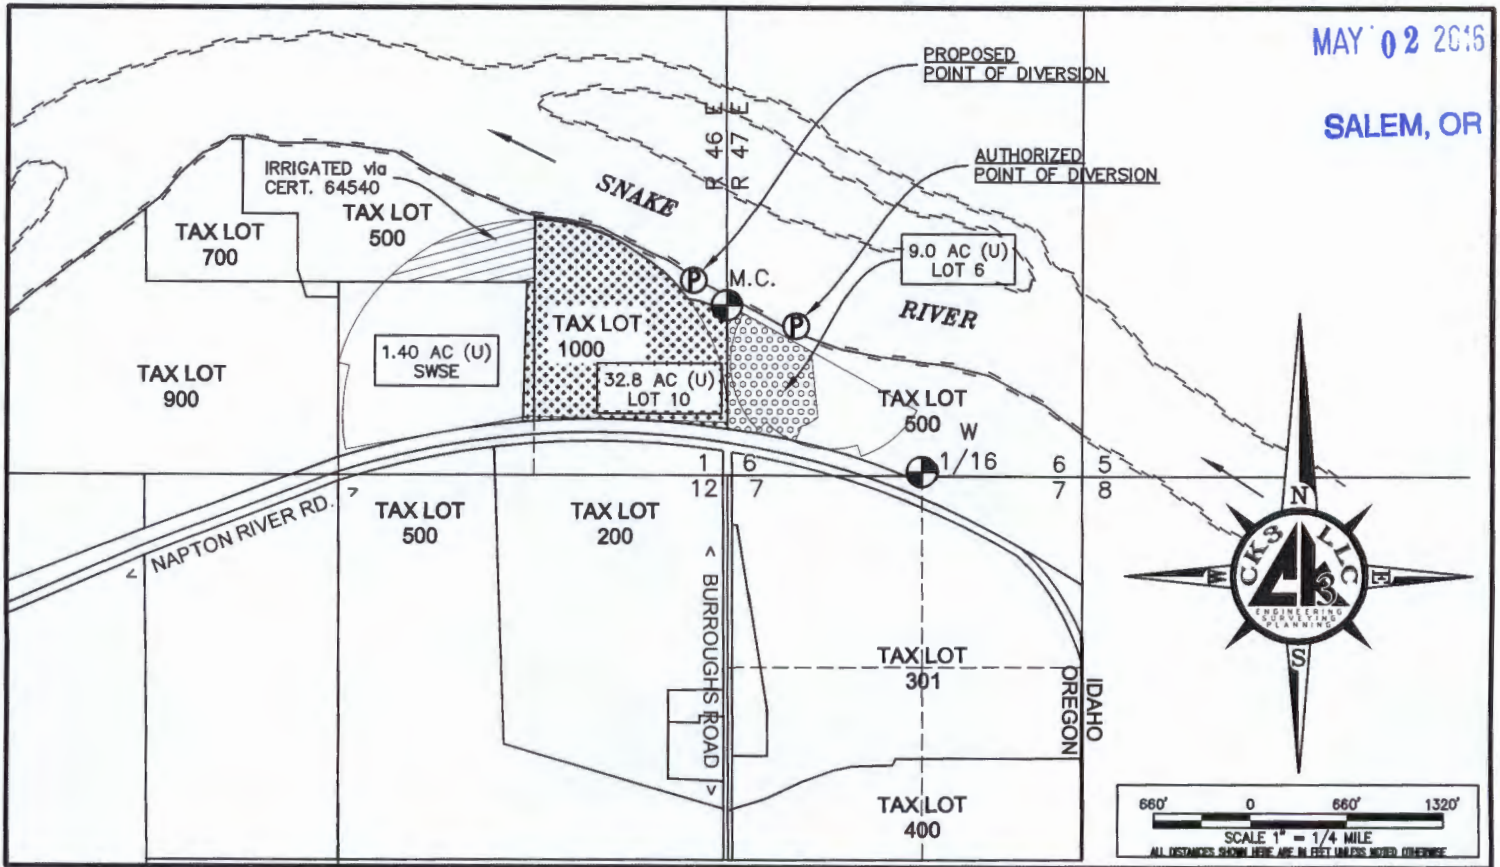 MAY 02 2016
SALEM, OR
PROPOSED
POINT OF DIVERSION
R 46 E
R 47 E
AUTHORIZED
POINT OF DIVERSION
IRRIGATED via
CERT. 64540
SNAKE
RIVER
TAX LOT
700
TAX LOT
500
9.0 AC (U)
LOT 6
P
M.C.
P
TAX LOT
1000
1.40 AC (U)
SWSE
32.8 AC (U)
LOT 10
TAX LOT
900
TAX LOT
500
W
1/16
1 6
12 7
6 5
7 8
< NAPTON RIVER RD. >
TAX LOT
500
TAX LOT
200
< BURROUGHS ROAD >
TAX LOT
301
IDAHO
OREGON
TAX LOT
400
N
W
E
S
CK3 LLC
CK3
ENGINEERING
SURVEYING
PLANNING
660' 0 660' 1320'
SCALE 1" = 1/4 MILE
ALL DISTANCES SHOWN HERE ARE IN FEET UNLESS NOTED OTHERWISE